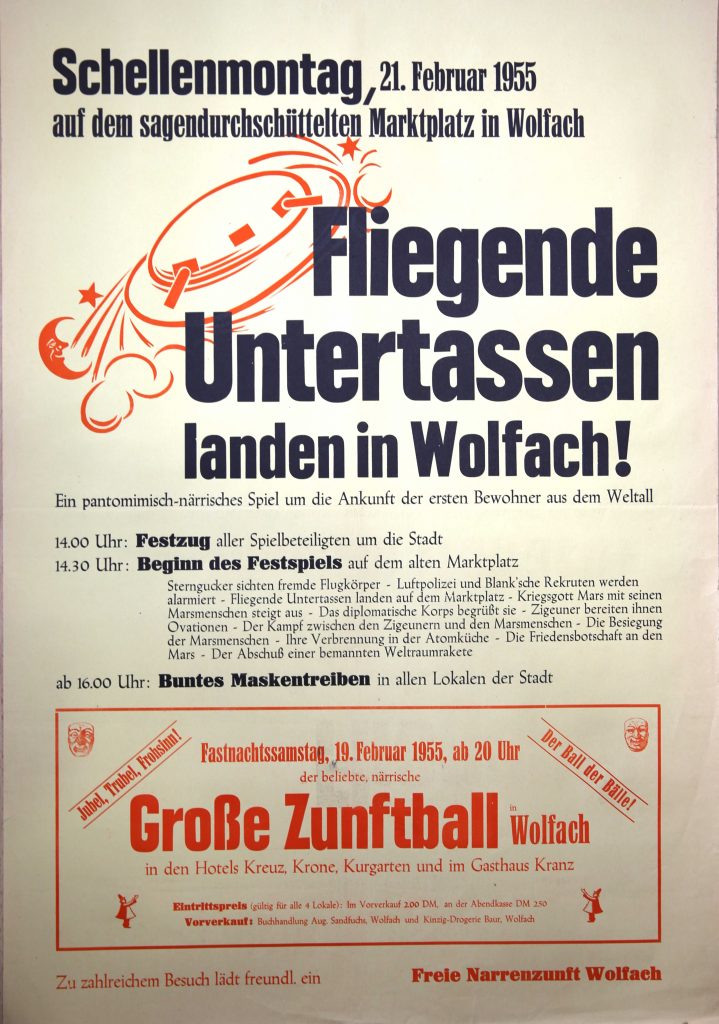 Schellenmontag, 21. Februar 1955
auf dem sagendurchschüttelten Marktplatz in Wolfach
Fliegende
Untertassen
landen in Wolfach!
Ein pantomimisch-närrisches Spiel um die Ankunft der ersten Bewohner aus dem Weltall
14.00 Uhr: Festzug aller Spielbeteiligten um die Stadt
14.30 Uhr: Beginn des Festspiels auf dem alten Marktplatz
Sterngucker sichten fremde Flugkörper - Luftpolizei und Blank'sche Rekruten werden
alarmiert - Fliegende Untertassen landen auf dem Marktplatz - Kriegsgott Mars mit seinen
Marsmenschen steigt aus - Das diplomatische Korps begrüßt sie - Zigeuner bereiten ihnen
Ovationen - Der Kampf zwischen den Zigeunern und den Marsmenschen - Die Besiegung
der Marsmenschen - Ihre Verbrennung in der Atomküche - Die Friedensbotschaft an den
Mars - Der Abschuß einer bemannten Weltraumrakete
ab 16.00 Uhr: Buntes Maskentreiben in allen Lokalen der Stadt
Jubel, Trubel, Frohsinn!
Der Ball der Bälle!
Fastnachtssamstag, 19. Februar 1955, ab 20 Uhr
der beliebte, närrische
Große Zunftball in Wolfach
in den Hotels Kreuz, Krone, Kurgarten und im Gasthaus Kranz
Eintrittspreis (gültig für alle 4 Lokale): Im Vorverkauf 2.00 DM, an der Abendkasse DM 2.50
Vorverkauf: Buchhandlung Aug. Sandfuchs, Wolfach und Kinzig-Drogerie Baur, Wolfach
Zu zahlreichem Besuch lädt freundl. ein Freie Narrenzunft Wolfach